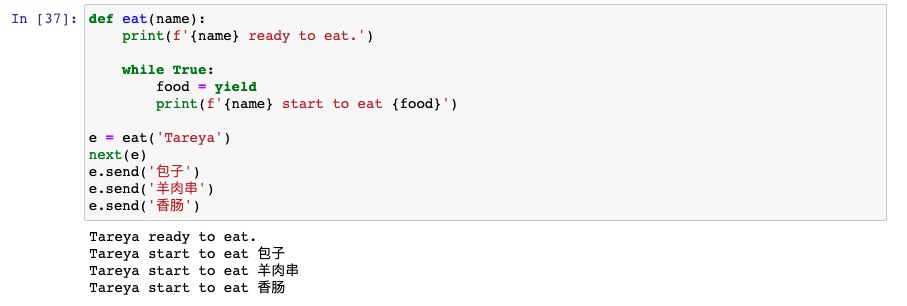 In [37]: def eat(name):
    print(f'{name} ready to eat.')
    while True:
        food = yield
        print(f'{name} start to eat {food}')
e = eat('Tareya')
next(e)
e.send('包子')
e.send('羊肉串')
e.send('香肠')
Tareya ready to eat.
Tareya start to eat 包子
Tareya start to eat 羊肉串
Tareya start to eat 香肠